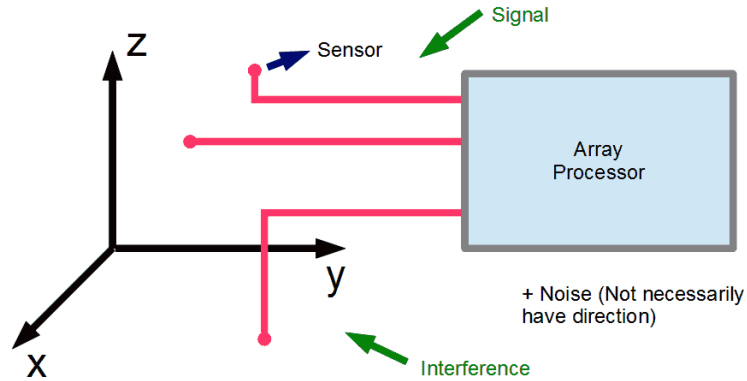 Signal
z
Sensor
Array
Processor
y
+ Noise (Not necessarily
have direction)
x
Interference